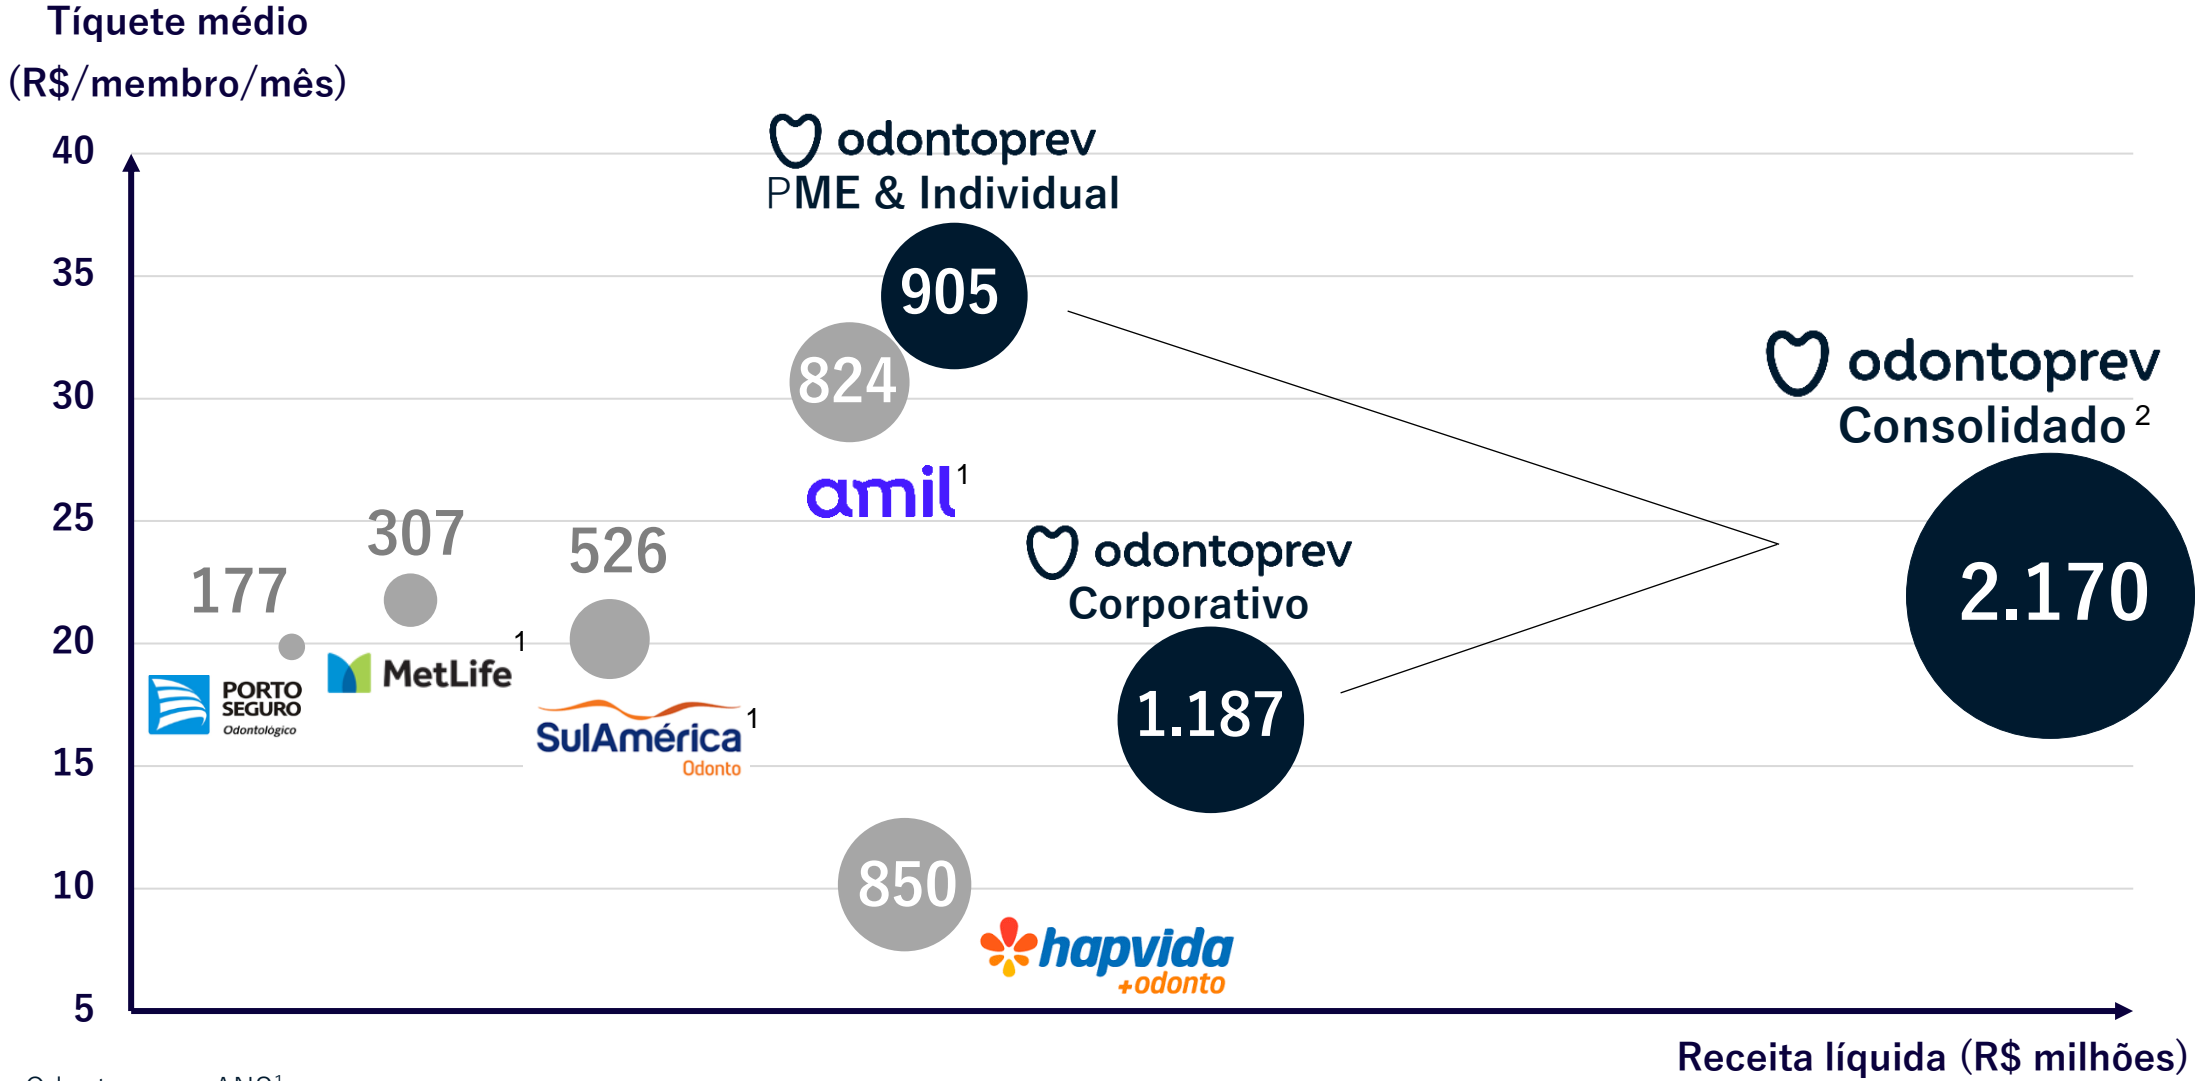 Tíquete médio
(R$/membro/mês)
odontoprev
PME & Individual
40
35
905
odontoprev
Consolidado ²
824
30
amil¹
25
307
526
odontoprev
Corporativo
2.170
177
20
MetLife ¹
PORTO
SEGURO
Odontológico
SulAmérica ¹
Odonto
1.187
15
850
10
hapvida
+odonto
5
Receita líquida (R$ milhões)